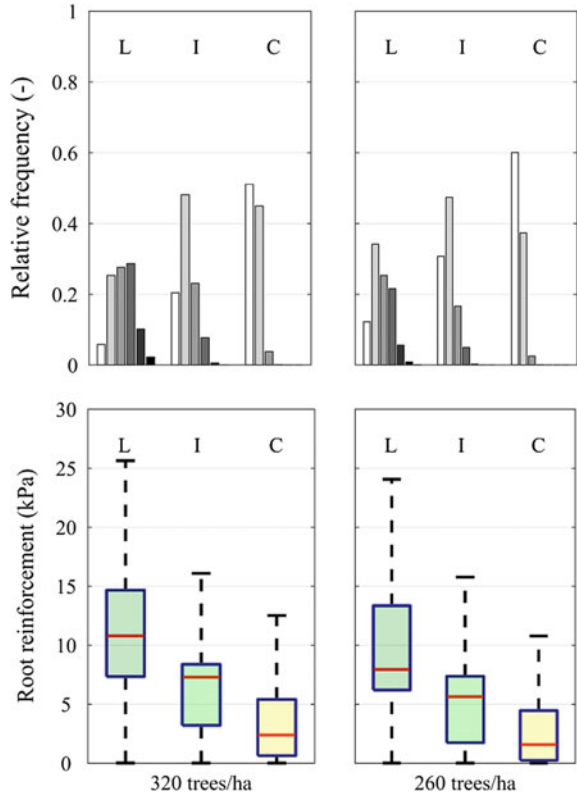 Relative frequency (-)
1
0.8
0.6
0.4
0.2
0
L I C
L I C
Root reinforcement (kPa)
30
25
20
15
10
5
0
L I C
L I C
320 trees/ha
260 trees/ha